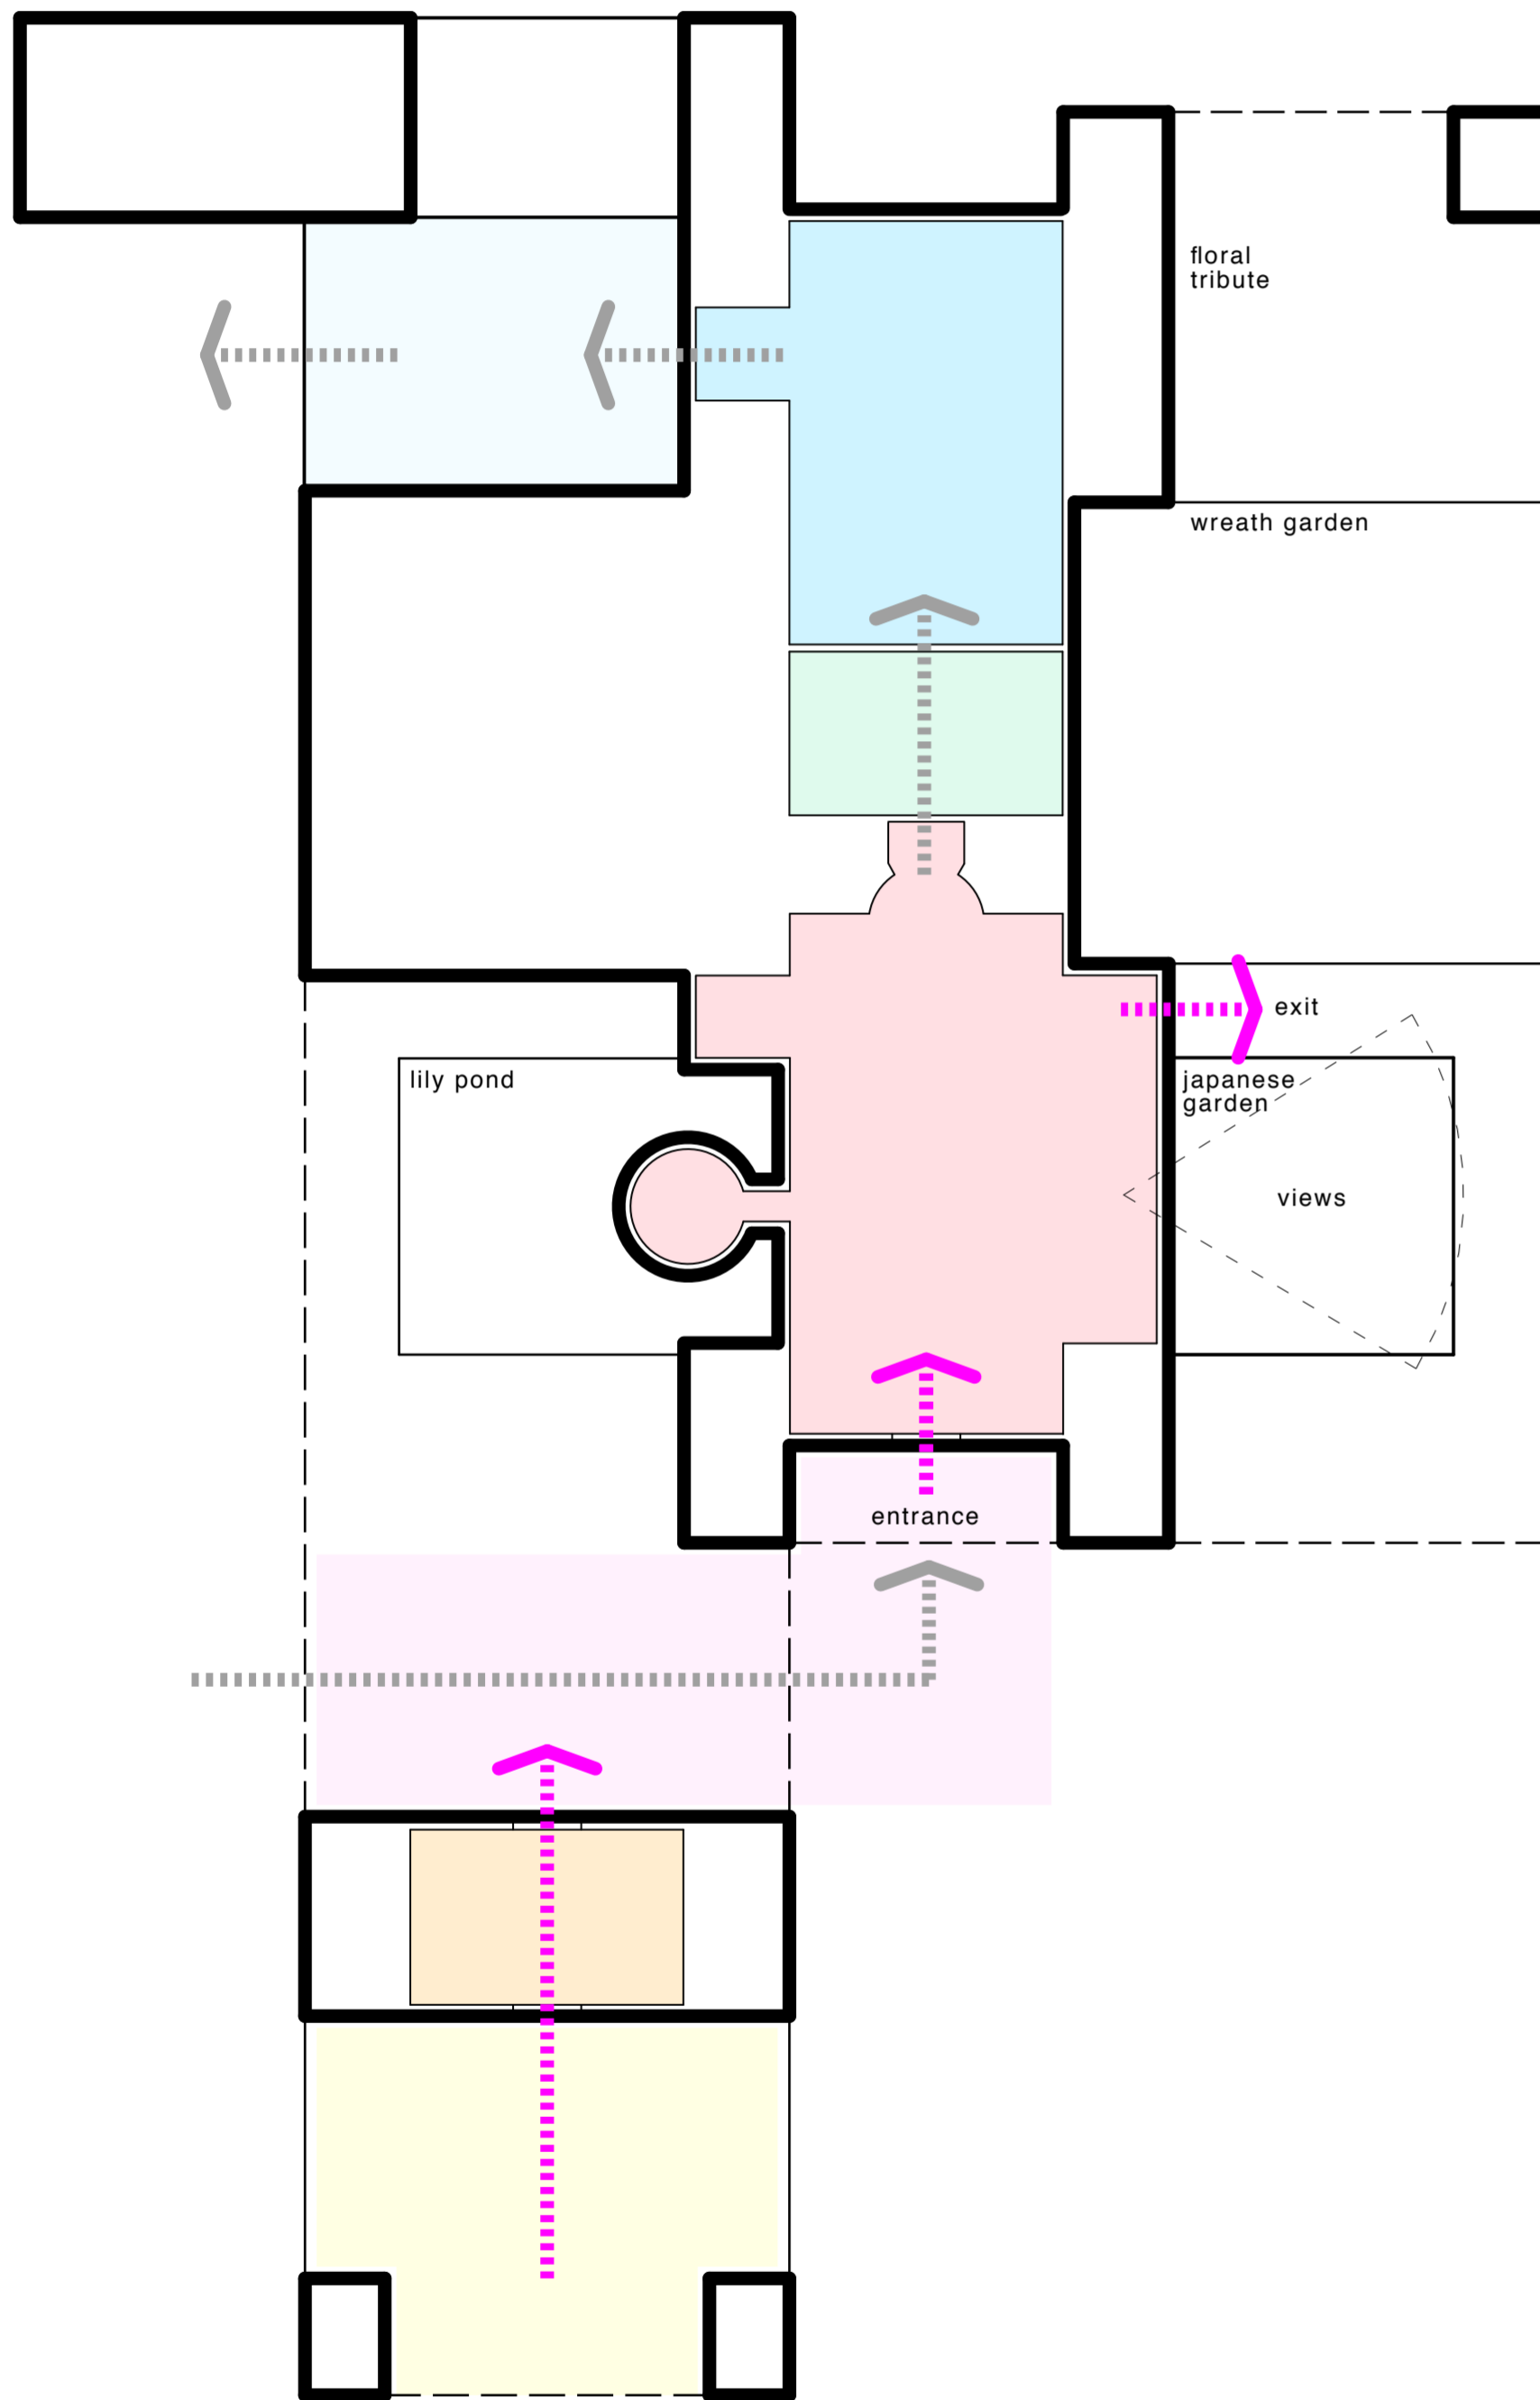 floral
tribute
wreath garden
exit
lily pond
japanese
garden
views
entrance